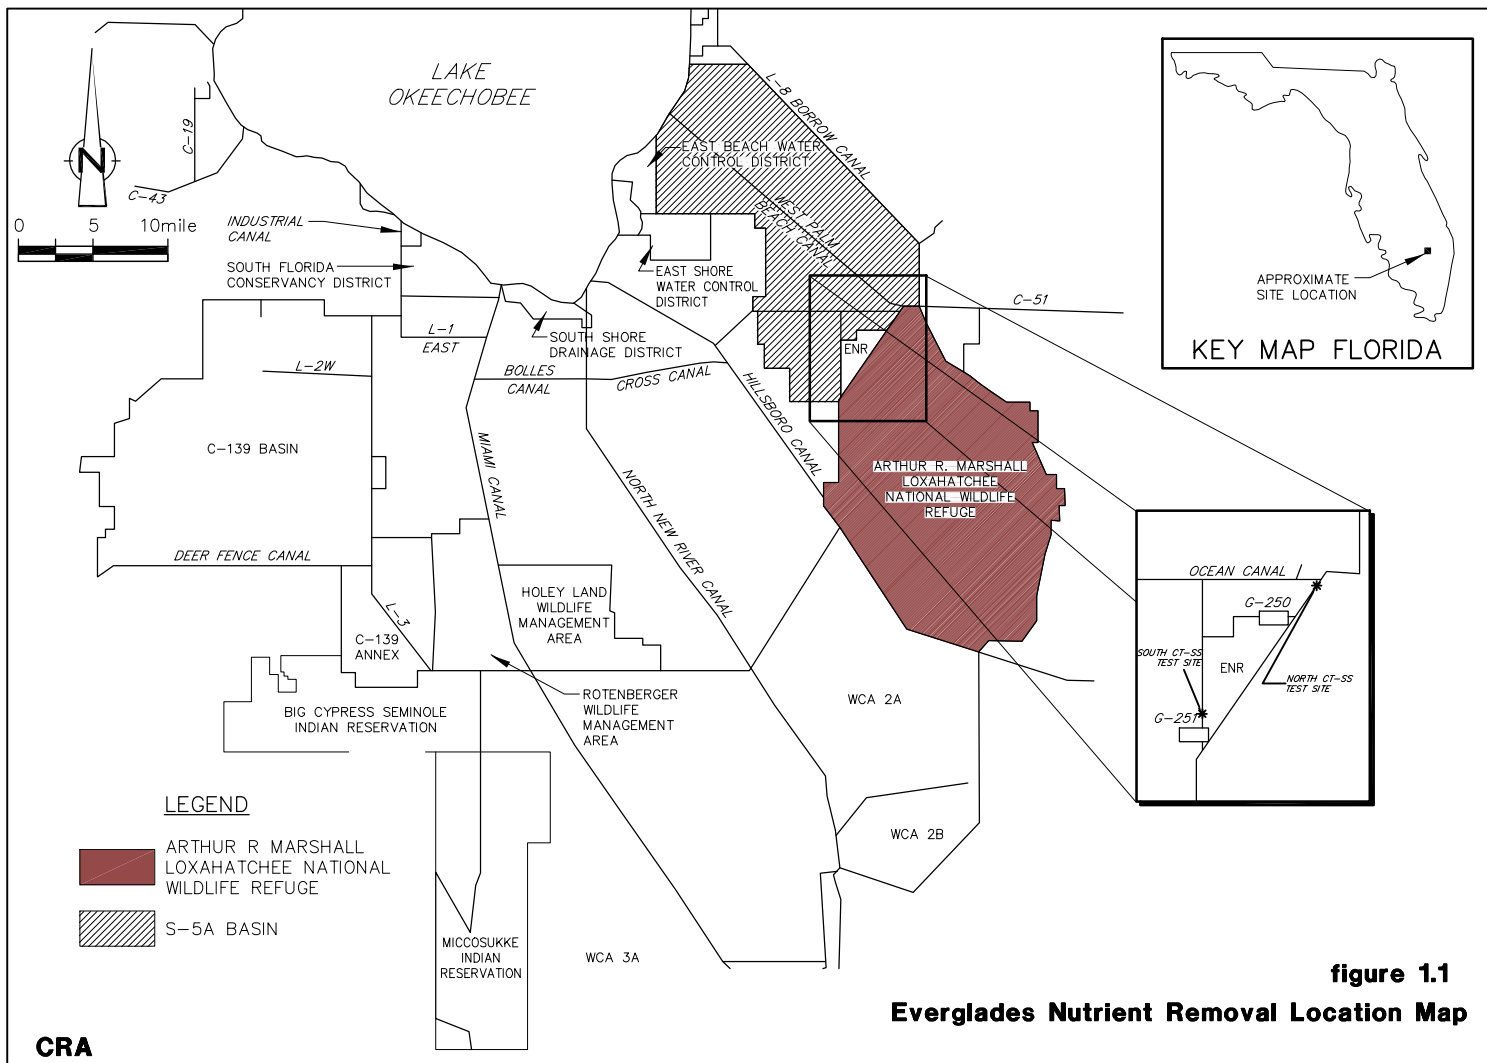 LAKE
OKEECHOBEE
C-19
N
C-43
0 5 10mile
INDUSTRIAL
CANAL
SOUTH FLORIDA
CONSERVANCY DISTRICT
L-8 BORROW CANAL
EAST BEACH WATER
CONTROL DISTRICT
WEST PALM
BEACH CANAL
EAST SHORE
WATER CONTROL
DISTRICT
C-51
APPROXIMATE
SITE LOCATION
KEY MAP FLORIDA
L-1
EAST
SOUTH SHORE
DRAINAGE DISTRICT
ENR
L-2W
BOLLES
CANAL
CROSS CANAL
HILLSBORO CANAL
C-139 BASIN
MIAMI CANAL
NORTH NEW RIVER CANAL
ARTHUR R. MARSHALL
LOXAHATCHEE
NATIONAL WILDLIFE
REFUGE
DEER FENCE CANAL
L-3
C-139
ANNEX
HOLEY LAND
WILDLIFE
MANAGEMENT
AREA
OCEAN CANAL
G-250
SOUTH CT-SS
TEST SITE
ENR
NORTH CT-SS
TEST SITE
G-251
BIG CYPRESS SEMINOLE
INDIAN RESERVATION
ROTENBERGER
WILDLIFE
MANAGEMENT
AREA
WCA 2A
WCA 2B
LEGEND
ARTHUR R MARSHALL
LOXAHATCHEE NATIONAL
WILDLIFE REFUGE
S-5A BASIN
MICCOSUKKE
INDIAN
RESERVATION
WCA 3A
figure 1.1
Everglades Nutrient Removal Location Map
CRA